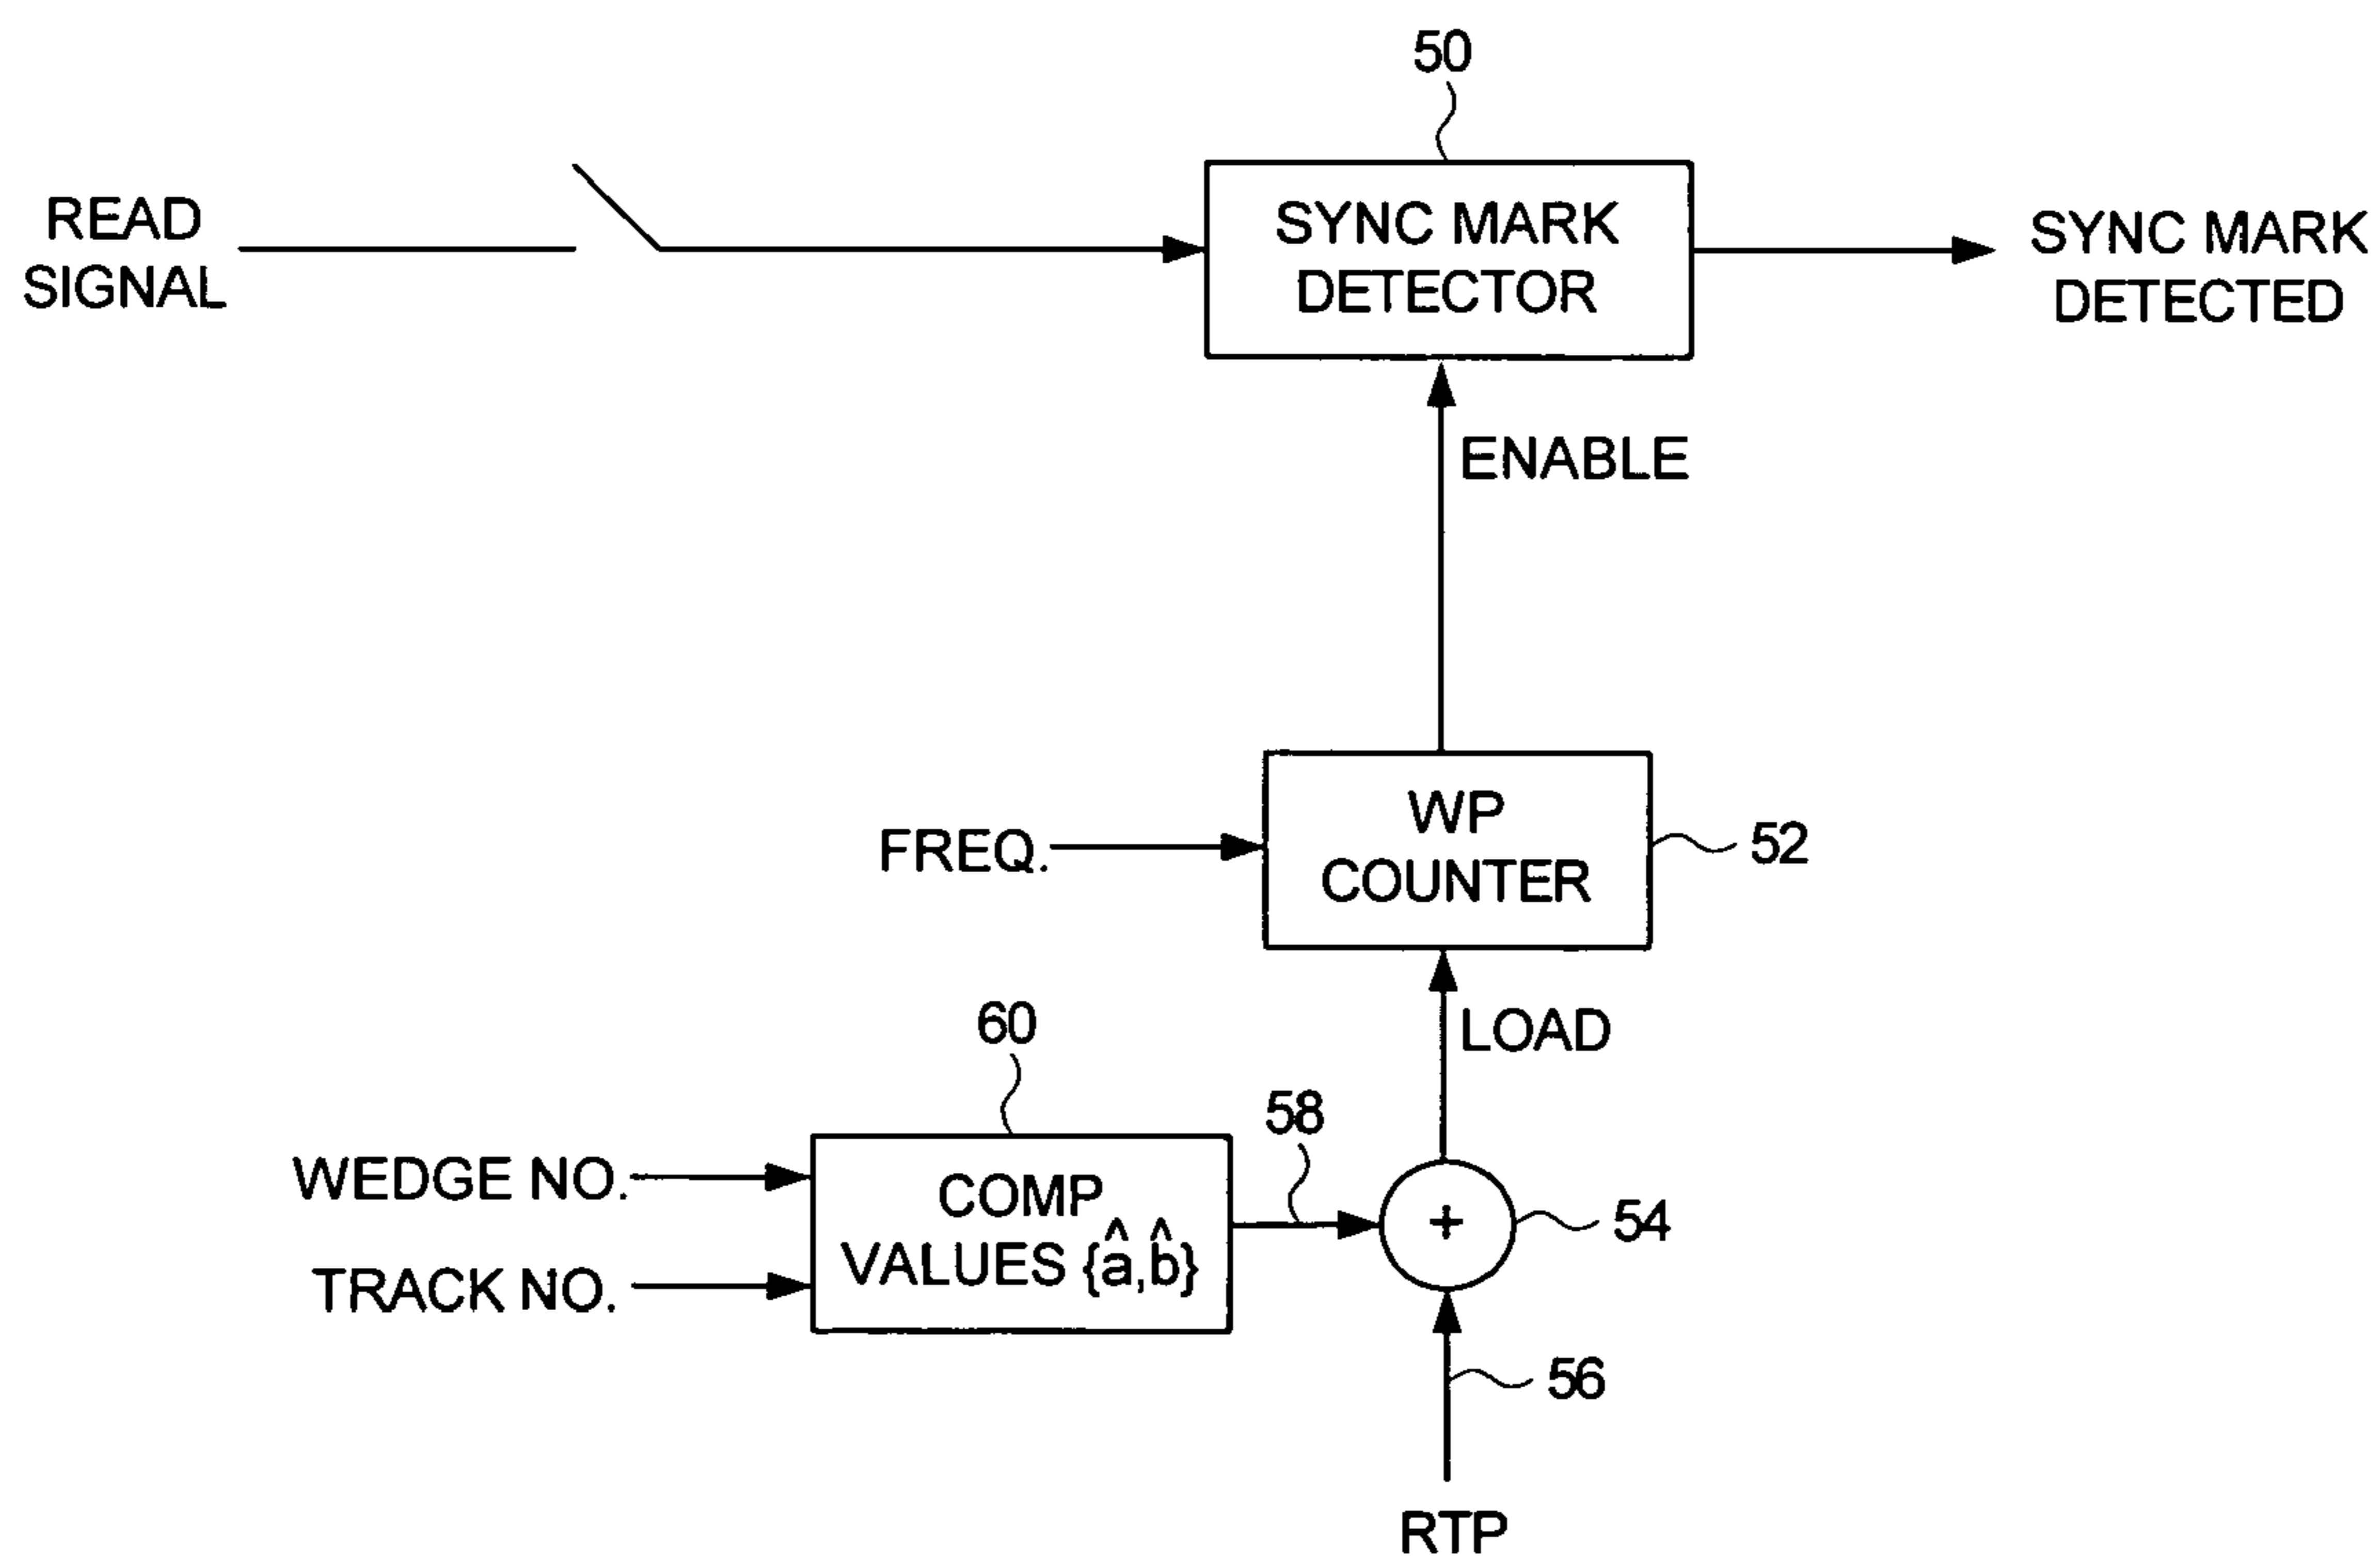 50
READ
SIGNAL
SYNC MARK
DETECTOR
SYNC MARK
DETECTED
ENABLE
FREQ.
WP
COUNTER
52
60
LOAD
58
WEDGE NO.
TRACK NO.
COMP
VALUES {â,b̂}
+
54
56
RTP